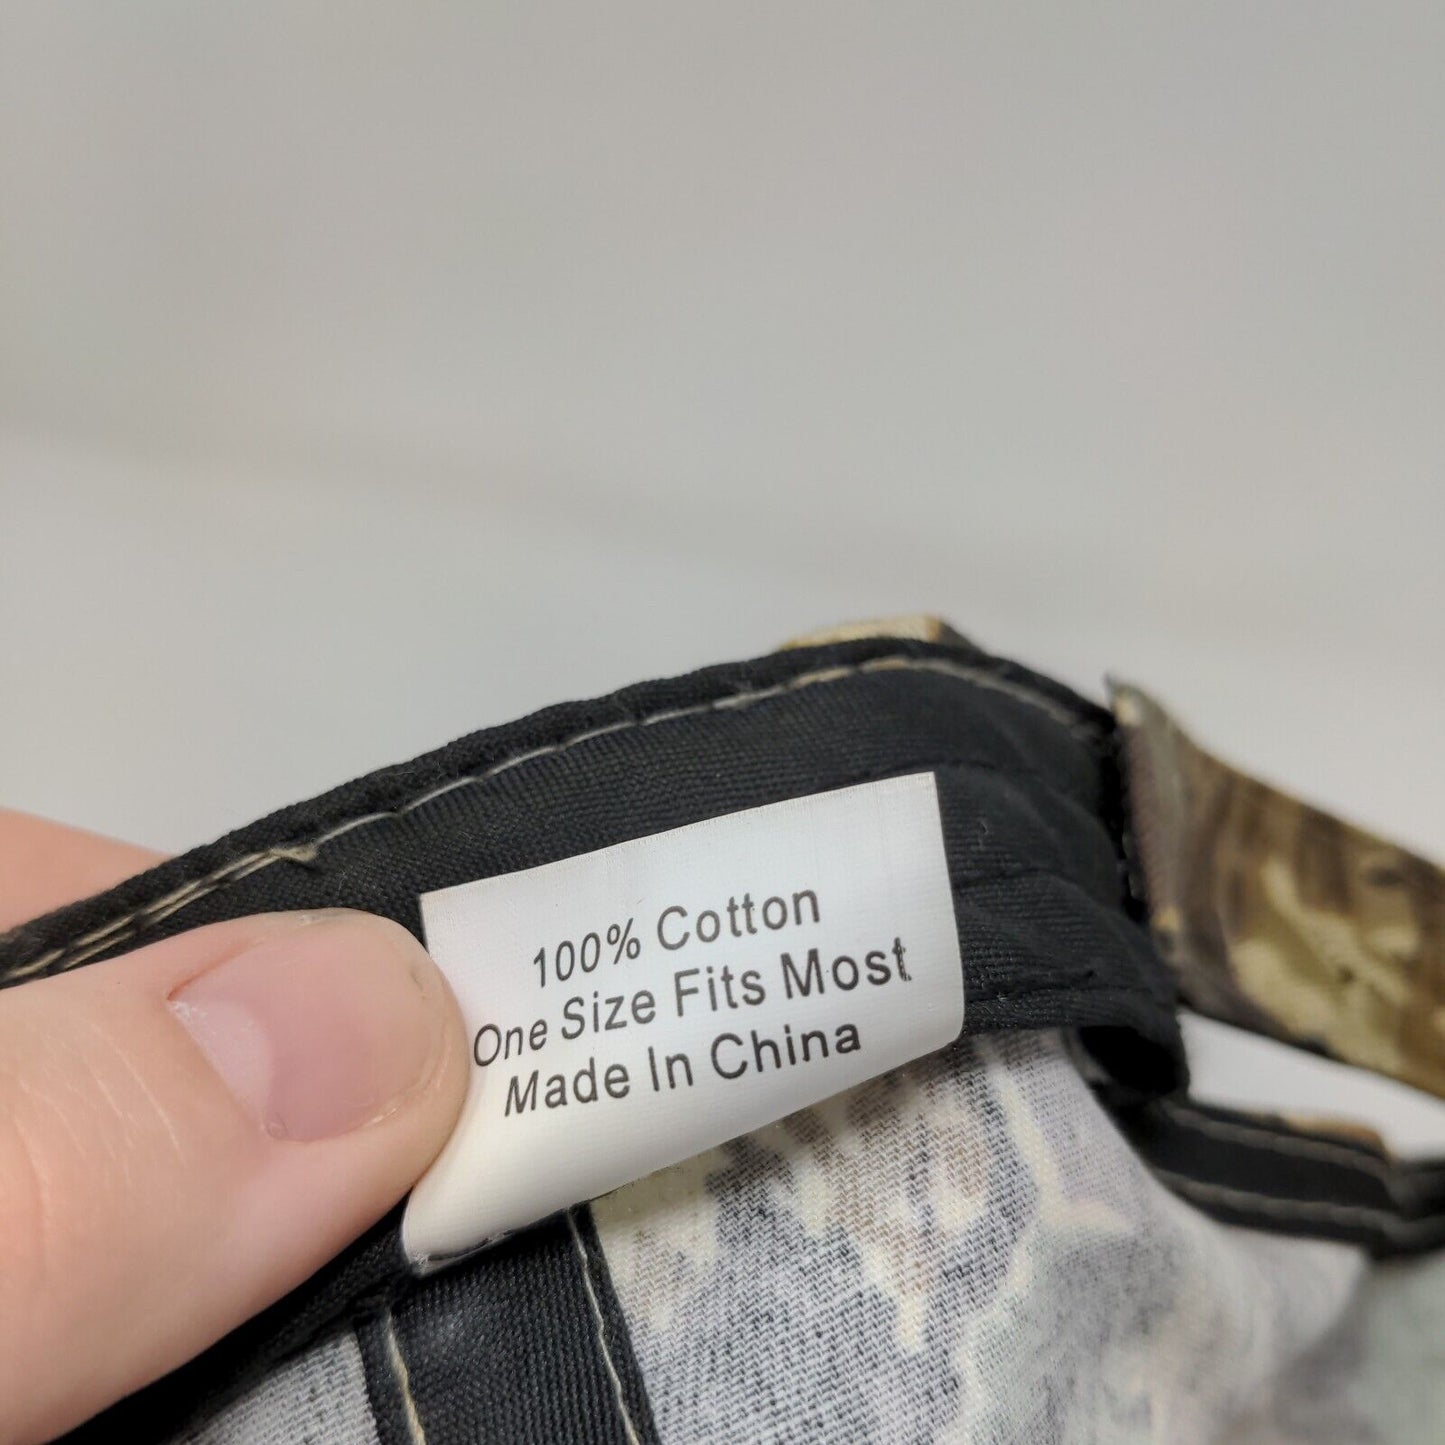 100% Cotton
One Size Fits Most
Made In China